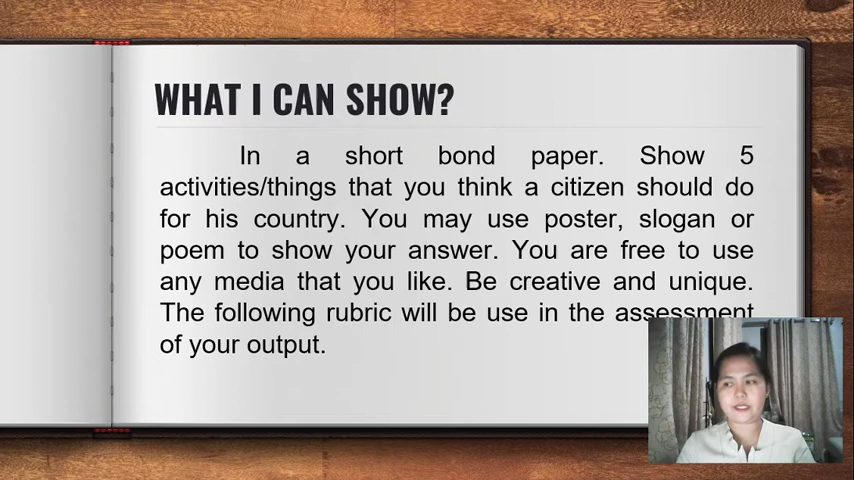 WHAT I CAN SHOW?
In a short bond paper. Show 5
activities/things that you think a citizen should do
for his country. You may use poster, slogan or
poem to show your answer. You are free to use
any media that you like. Be creative and unique.
The following rubric will be use in the assessment
of your output.